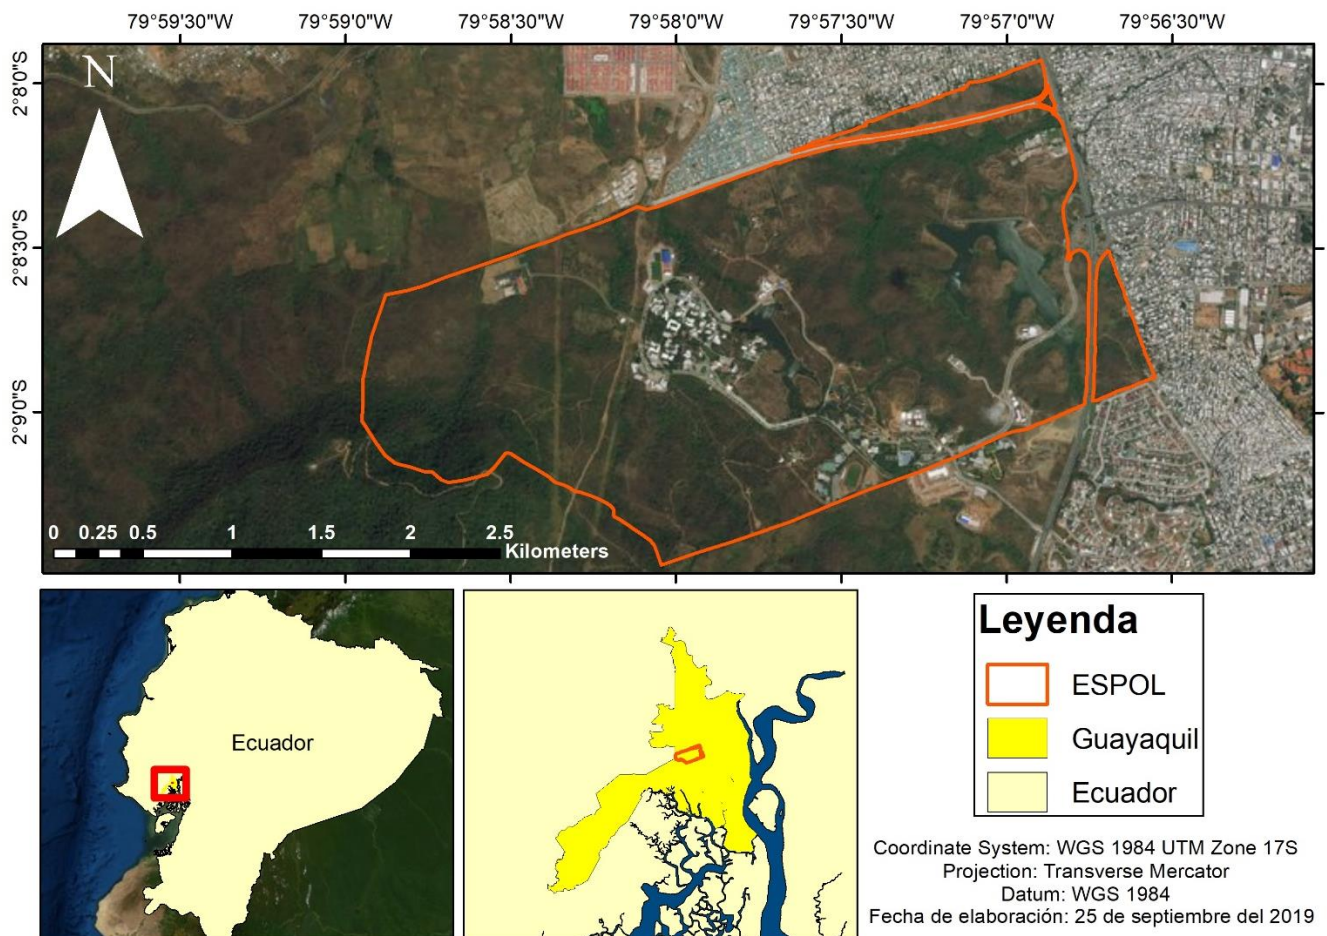 79°59'30"W 79°59'0"W 79°58'30"W 79°58'0"W 79°57'30"W 79°57'0"W 79°56'30"W
2°8'0"S
2°8'30"S
2°9'0"S
N
0 0.25 0.5 1 1.5 2 2.5
Kilometers
Ecuador
Leyenda
ESPOL
Guayaquil
Ecuador
Coordinate System: WGS 1984 UTM Zone 17S
Projection: Transverse Mercator
Datum: WGS 1984
Fecha de elaboración: 25 de septiembre del 2019